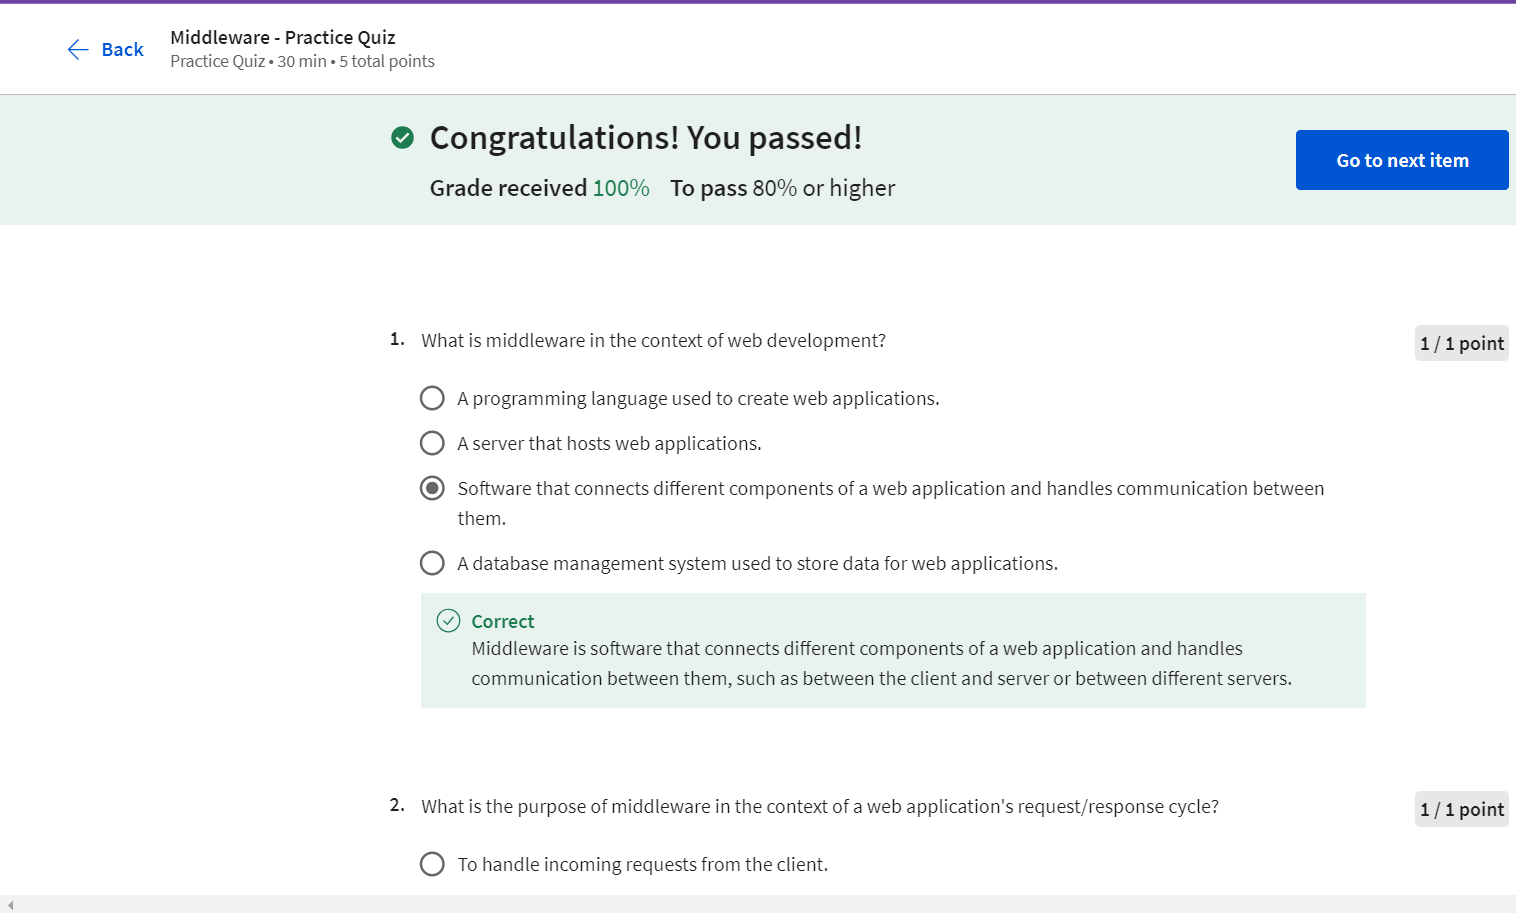 Back
Middleware - Practice Quiz
Practice Quiz • 30 min • 5 total points
Congratulations! You passed!
Grade received 100% To pass 80% or higher
Go to next item
1. What is middleware in the context of web development?
1 / 1 point
A programming language used to create web applications.
A server that hosts web applications.
Software that connects different components of a web application and handles communication between
them.
A database management system used to store data for web applications.
Correct
Middleware is software that connects different components of a web application and handles
communication between them, such as between the client and server or between different servers.
2. What is the purpose of middleware in the context of a web application's request/response cycle?
1 / 1 point
To handle incoming requests from the client.